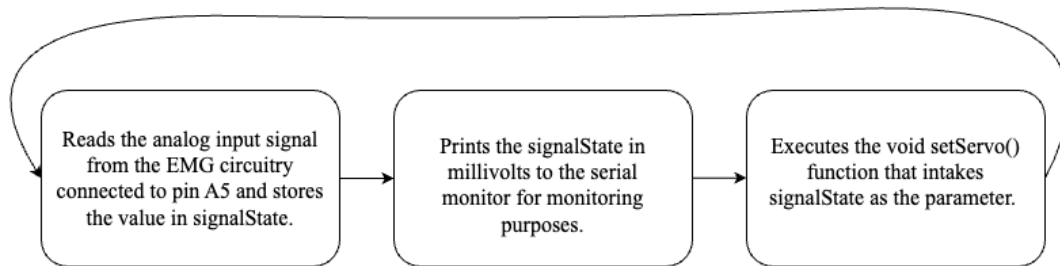 Reads the analog input signal
from the EMG circuitry
connected to pin A5 and stores
the value in signalState.
Prints the signalState in
millivolts to the serial
monitor for monitoring
purposes.
Executes the void setServo()
function that intakes
signalState as the parameter.